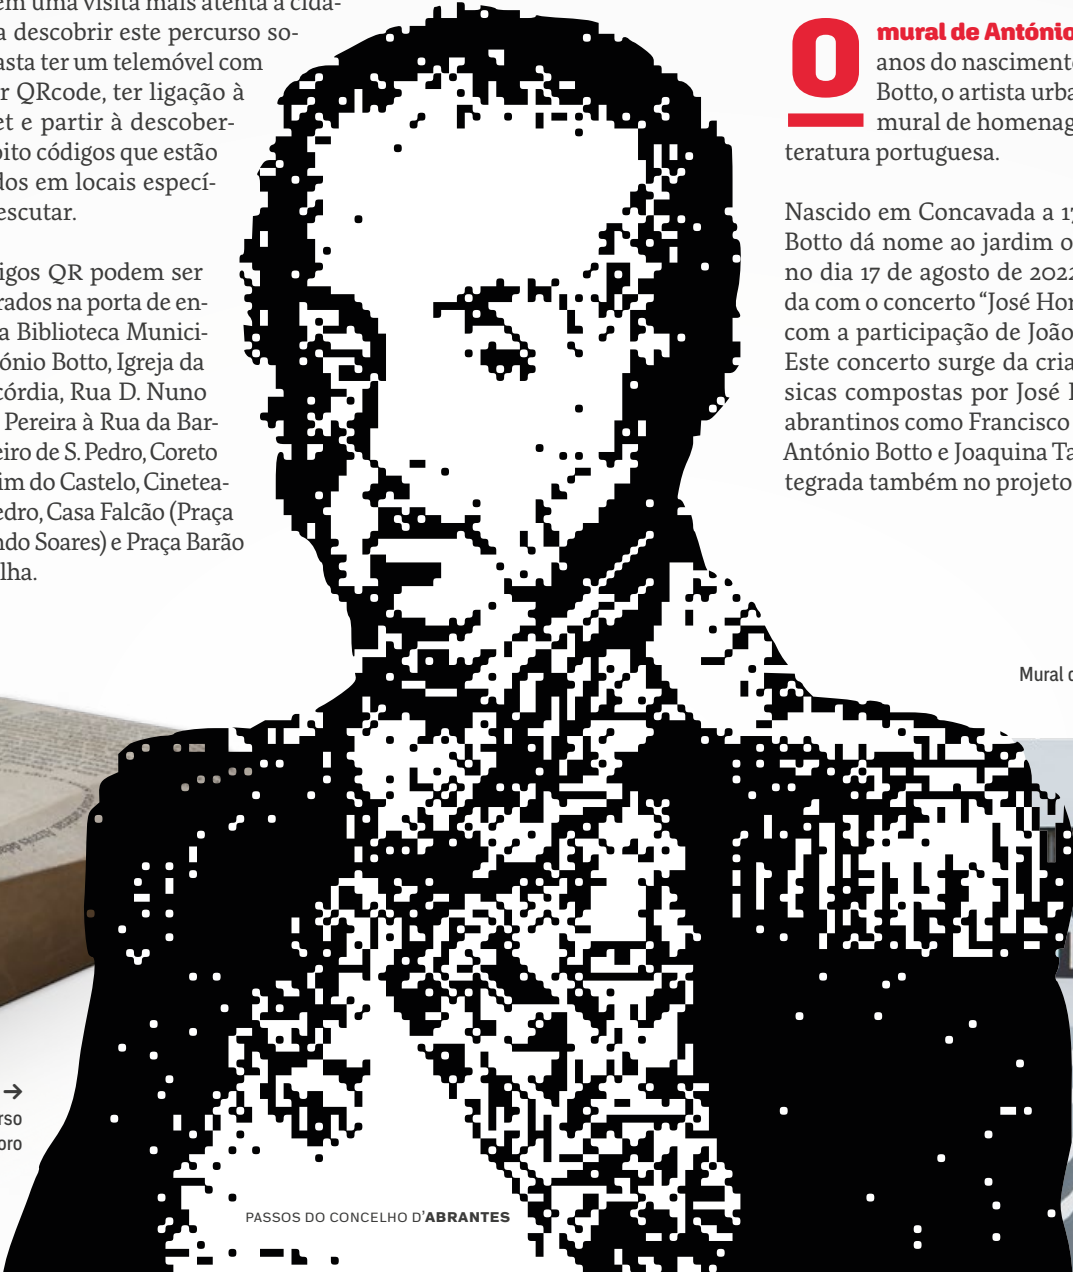 em uma visita mais atenta à cida-
a descobrir este percurso so-
asta ter um telemóvel com
r QRcode, ter ligação à
et e partir à descober-
oito códigos que estão
dos em locais especí-
escutar.
igos QR podem ser
rados na porta de en-
a Biblioteca Munici-
ónio Botto, Igreja da
córdia, Rua D. Nuno
Pereira à Rua da Bar-
eiro de S. Pedro, Coreto
im do Castelo, Cinetea-
edro, Casa Falcão (Praça
ndo Soares) e Praça Barão
lha.
→
rso
oro
O mural de António
anos do nascimento
Botto, o artista urba
mural de homenag
teratura portuguesa.
Nascido em Concavada a 17
Botto dá nome ao jardim o
no dia 17 de agosto de 2022
da com o concerto “José Hor
com a participação de João
Este concerto surge da cria
sicas compostas por José
abrantinos como Francisco
António Botto e Joaquina Ta
tegrada também no projeto
Mural d
PASSOS DO CONCELHO D’ABRANTES